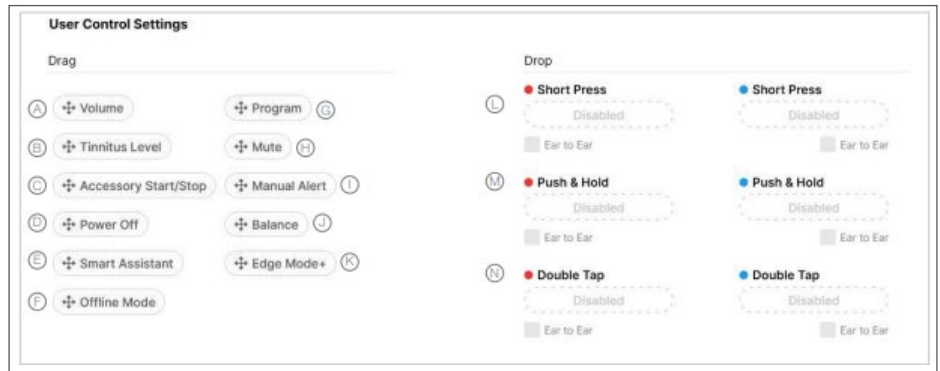 User Control Settings
Drag
Drop
A Volume
G Program
B Tinnitus Level
H Mute
C Accessory Start/Stop
I Manual Alert
D Power Off
J Balance
E Smart Assistant
K Edge Mode+
F Offline Mode
L Short Press
Short Press
Disabled
Disabled
Ear to Ear
Ear to Ear
M Push & Hold
Push & Hold
Disabled
Disabled
Ear to Ear
Ear to Ear
N Double Tap
Double Tap
Disabled
Disabled
Ear to Ear
Ear to Ear